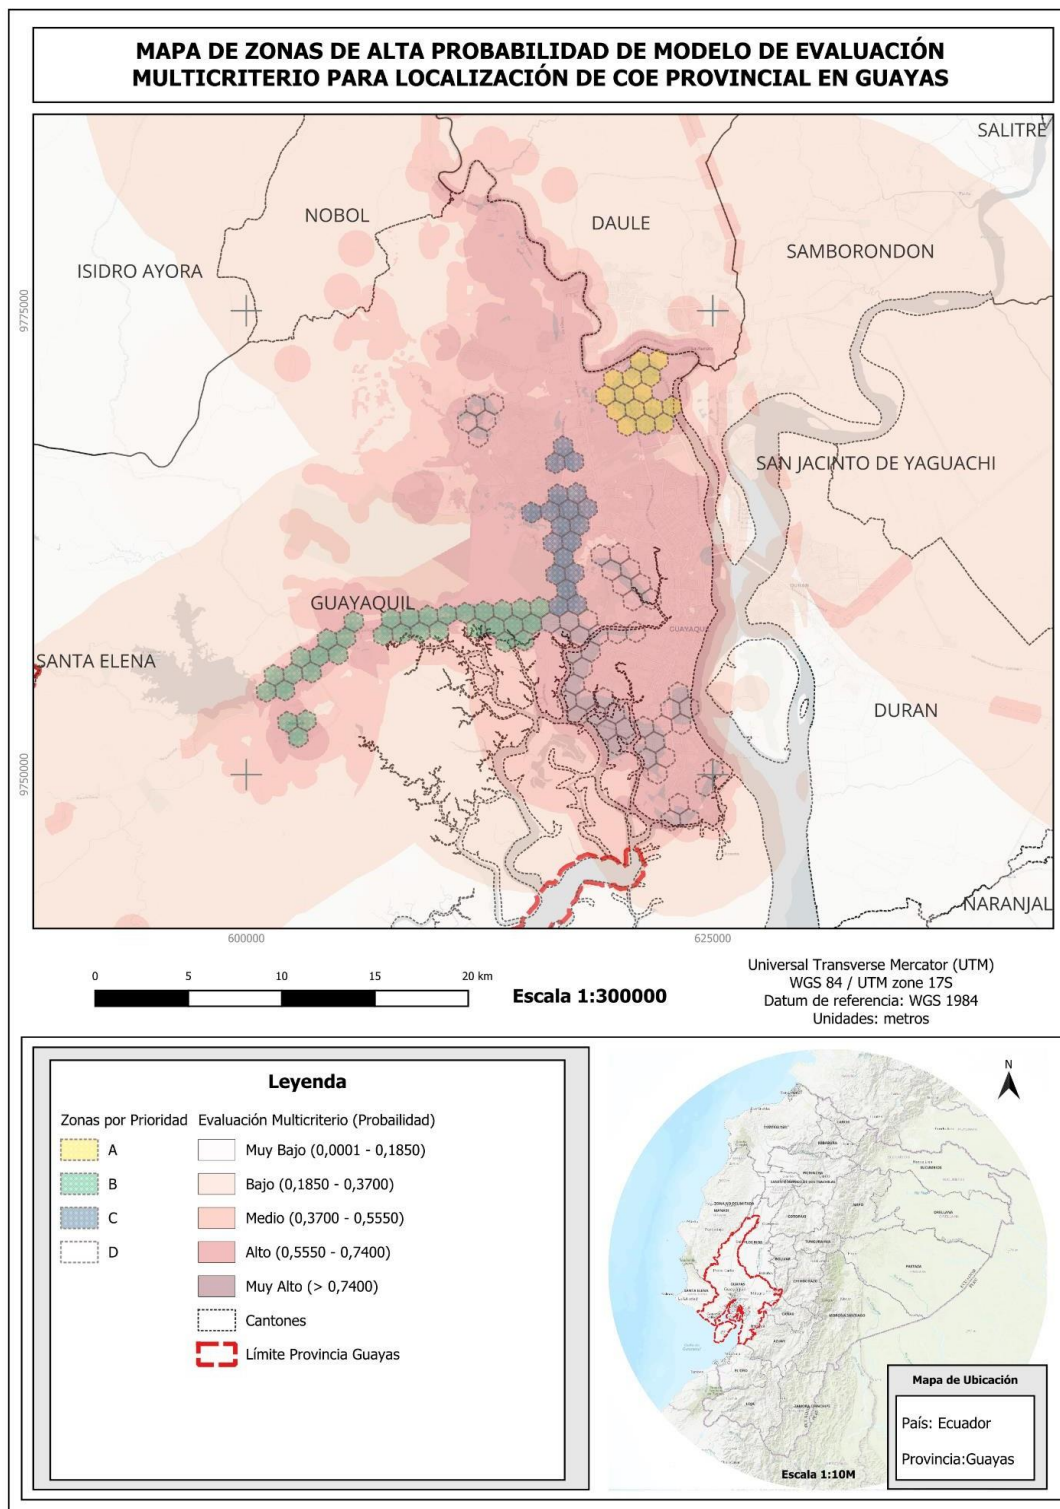 MAPA DE ZONAS DE ALTA PROBABILIDAD DE MODELO DE EVALUACIÓN
MULTICRITERIO PARA LOCALIZACIÓN DE COE PROVINCIAL EN GUAYAS
SALITRE
NOBOL
DAULE
SAMBORONDON
ISIDRO AYORA
9775000
SAN JACINTO DE YAGUACHI
GUAYAQUIL
GUAYAQUIL
SANTA ELENA
DURAN
9750000
NARANJAL
600000
625000
0 5 10 15 20 km
Escala 1:300000
Universal Transverse Mercator (UTM)
WGS 84 / UTM zone 17S
Datum de referencia: WGS 1984
Unidades: metros
Leyenda
Zonas por Prioridad
A
B
C
D
Evaluación Multicriterio (Probailidad)
Muy Bajo (0,0001 - 0,1850)
Bajo (0,1850 - 0,3700)
Medio (0,3700 - 0,5550)
Alto (0,5550 - 0,7400)
Muy Alto (> 0,7400)
Cantones
Límite Provincia Guayas
N
Escala 1:10M
Mapa de Ubicación
País: Ecuador
Provincia:Guayas